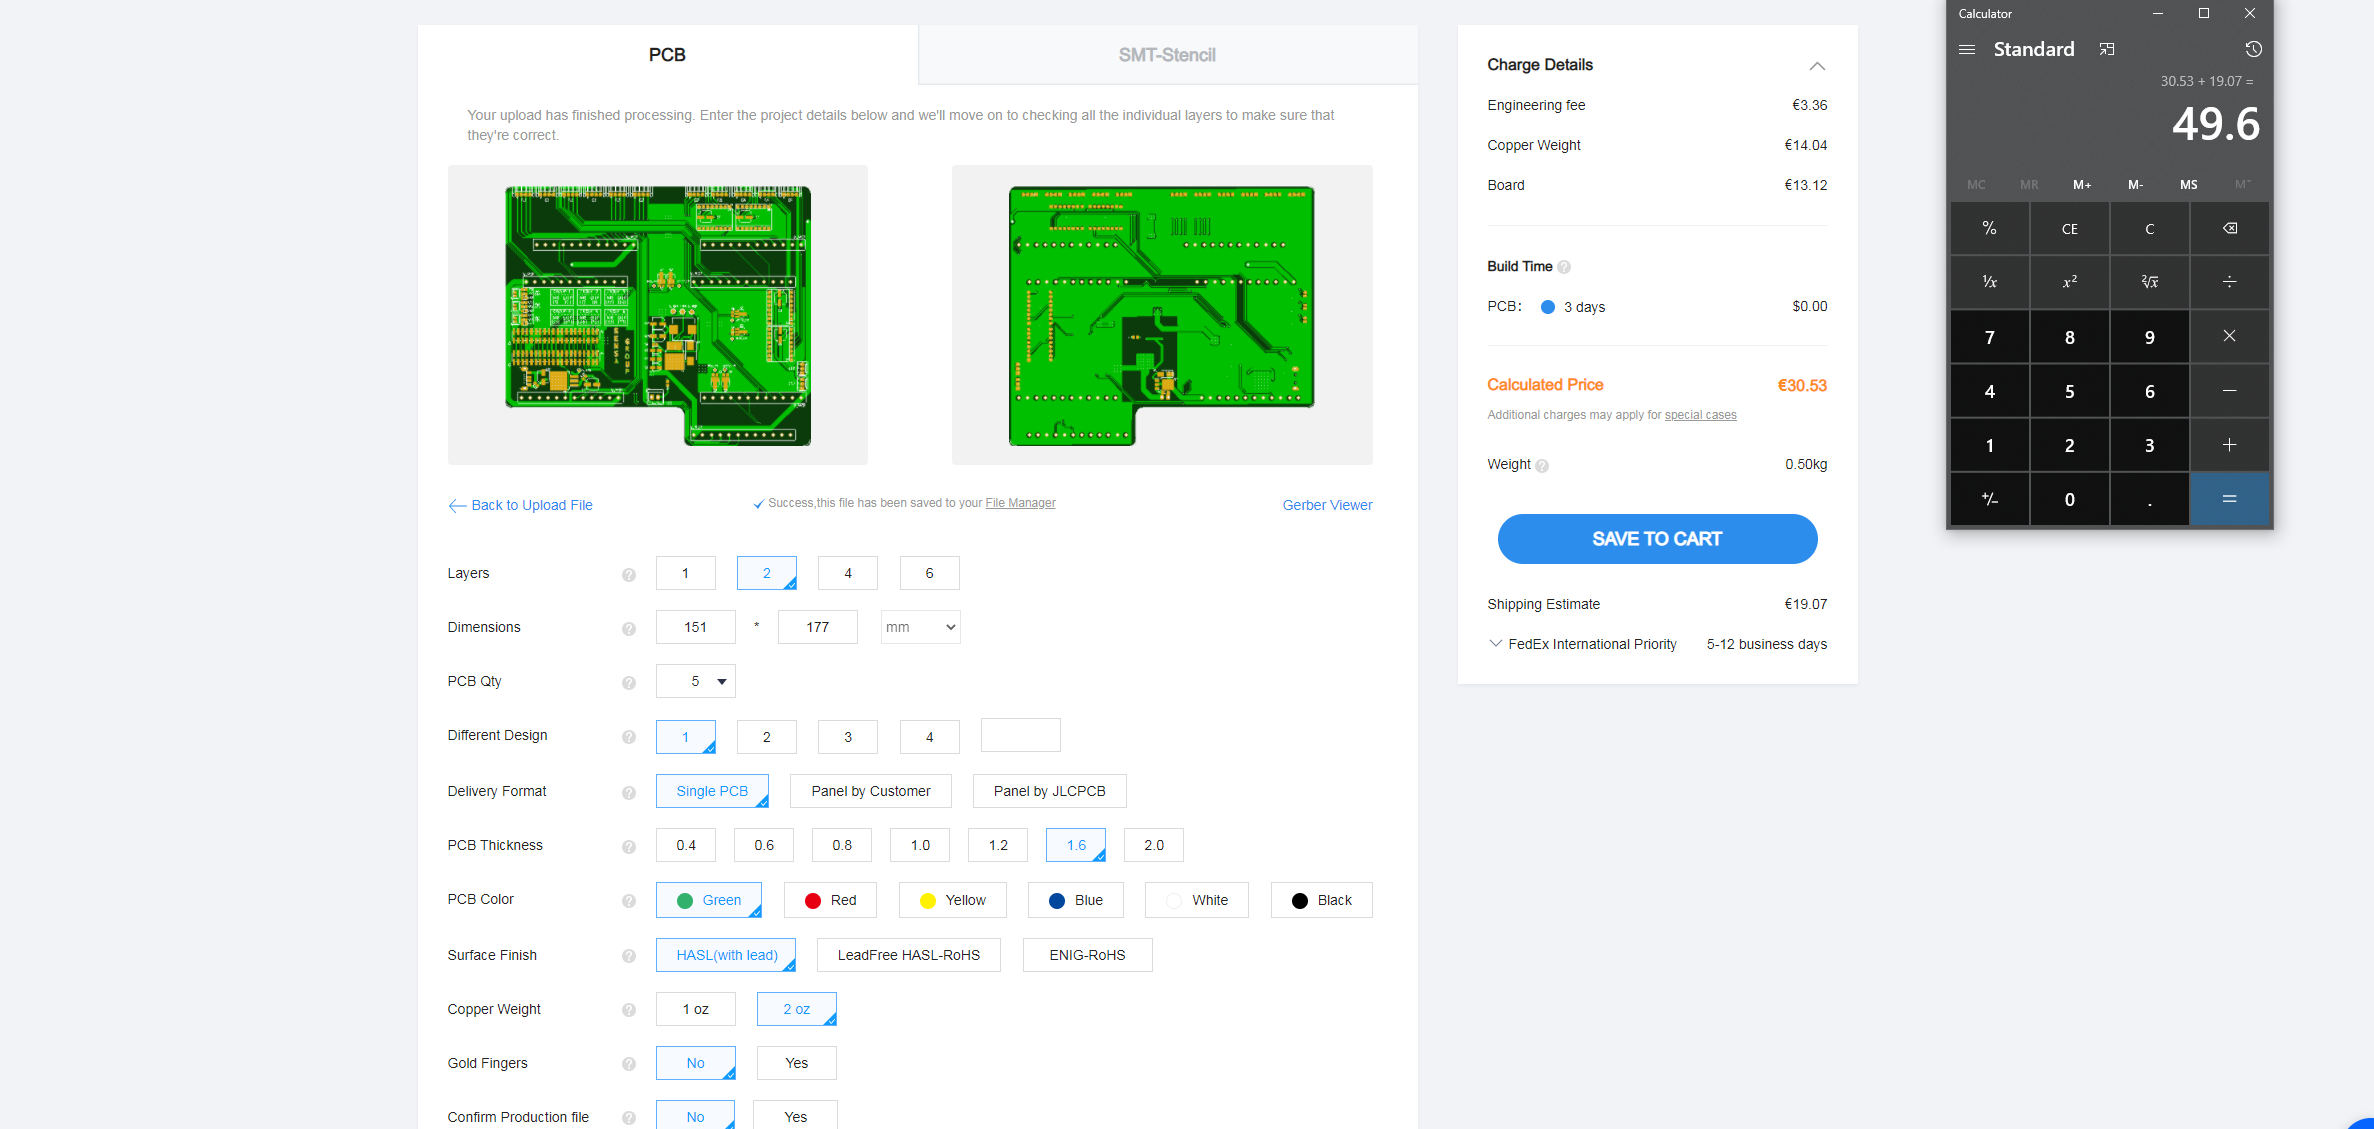 PCB
SMT-Stencil
Your upload has finished processing. Enter the project details below and we'll move on to checking all the individual layers to make sure that
they're correct.
Back to Upload File
Success,this file has been saved to your File Manager
Gerber Viewer
Layers ? 1 2 4 6
Dimensions ? 151 * 177 mm
PCB Qty ? 5
Different Design ? 1 2 3 4
Delivery Format ? Single PCB Panel by Customer Panel by JLCPCB
PCB Thickness ? 0.4 0.6 0.8 1.0 1.2 1.6 2.0
PCB Color ? Green Red Yellow Blue White Black
Surface Finish ? HASL(with lead) LeadFree HASL-RoHS ENIG-RoHS
Copper Weight ? 1 oz 2 oz
Gold Fingers ? No Yes
Confirm Production file ? No Yes
Charge Details
Engineering fee €3.36
Copper Weight €14.04
Board €13.12
Build Time ?
PCB: 3 days $0.00
Calculated Price €30.53
Additional charges may apply for special cases
Weight ? 0.50kg
SAVE TO CART
Shipping Estimate €19.07
FedEx International Priority 5-12 business days
Calculator
Standard
30.53 + 19.07 =
49.6
MC MR M+ M- MS M˅
% CE C
¹/x x² ²√x ÷
7 8 9 ×
4 5 6 −
1 2 3 +
+/− 0 . =